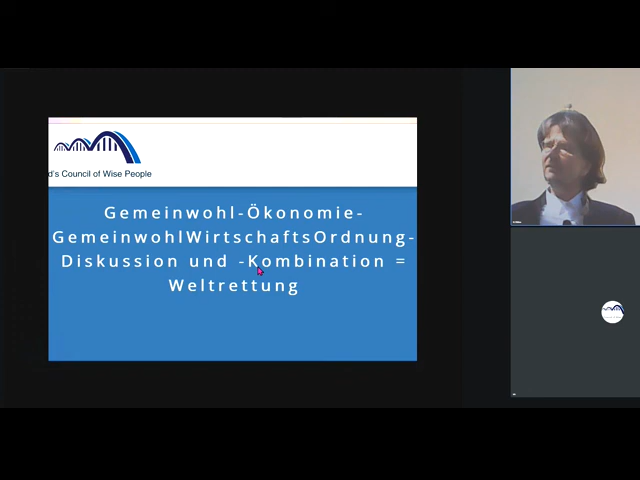 d's Council of Wise People
Gemeinwohl-Ökonomie-
GemeinwohlWirtschaftsOrdnung-
Diskussion und -Kombination =
Weltrettung